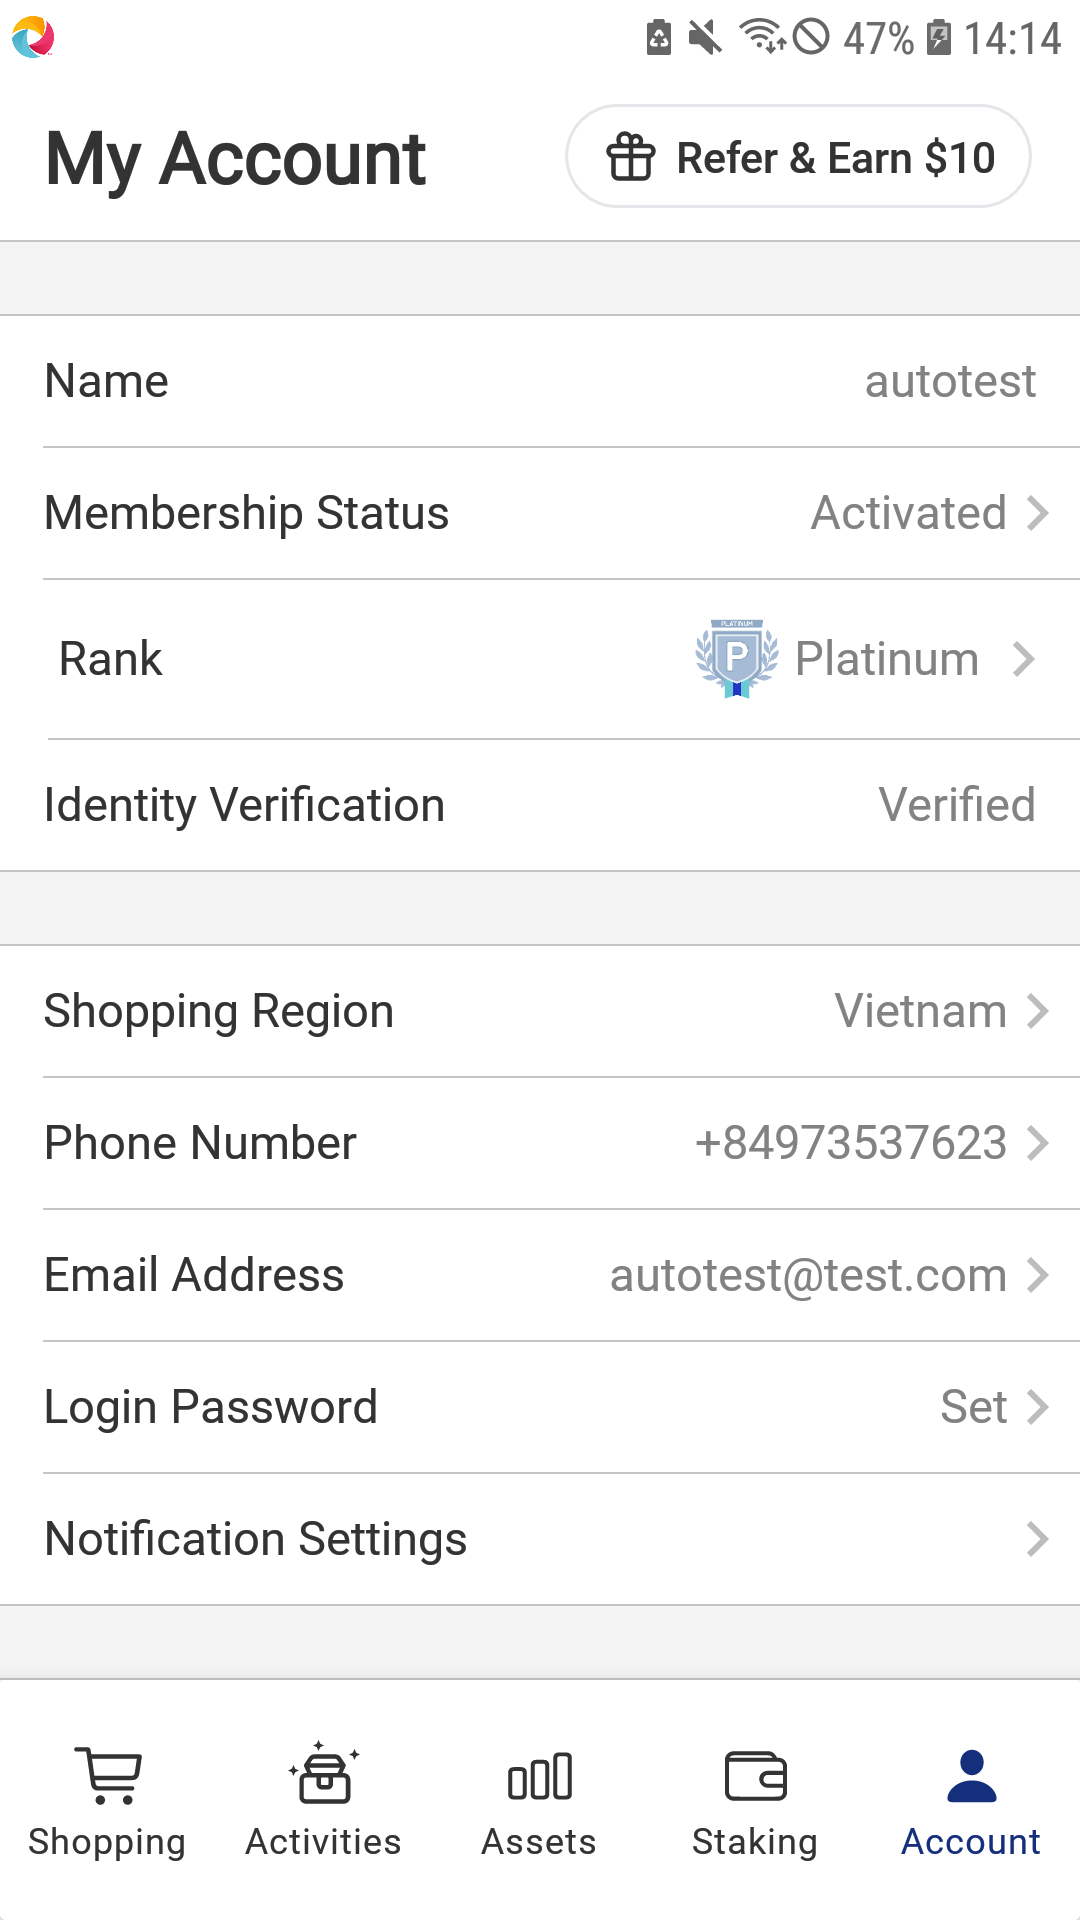 47% 14:14
My Account
Refer & Earn $10
Name autotest
Membership Status Activated
PLATINUM
P
Rank Platinum
Identity Verification Verified
Shopping Region Vietnam
Phone Number +84973537623
Email Address autotest@test.com
Login Password Set
Notification Settings
Shopping Activities Assets Staking Account